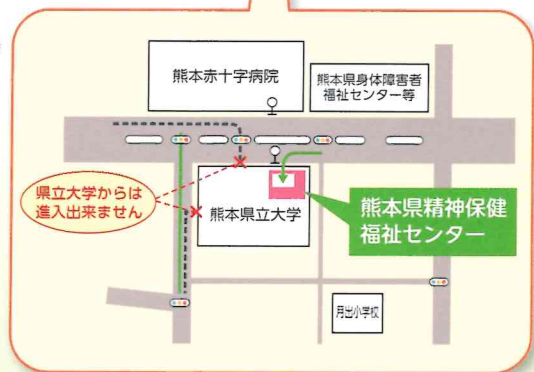 熊本赤十字病院
熊本県身体障害者
福祉センター等
県立大学からは
進入出来ません
熊本県立大学
熊本県精神保健
福祉センター
月出小学校